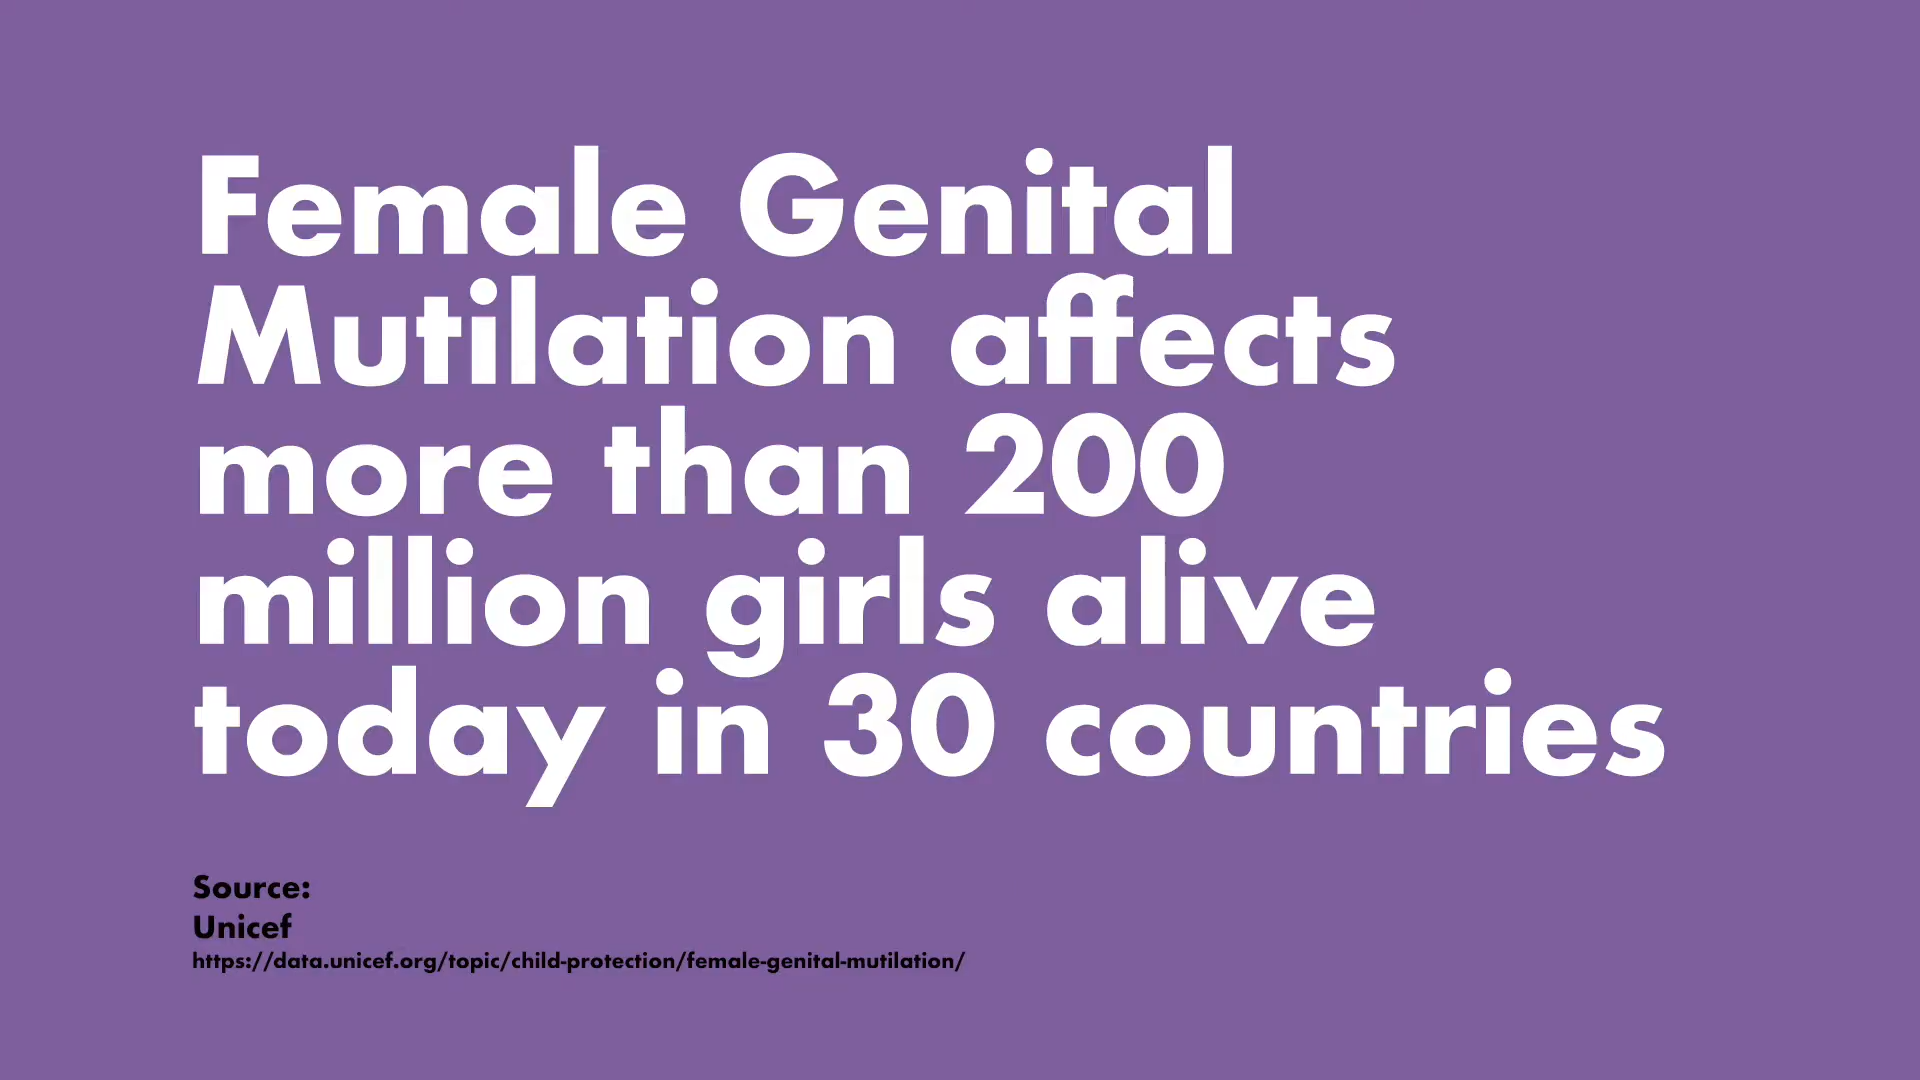 Female Genital
Mutilation affects
more than 200
million girls alive
today in 30 countries
Source:
Unicef
https://data.unicef.org/topic/child-protection/female-genital-mutilation/